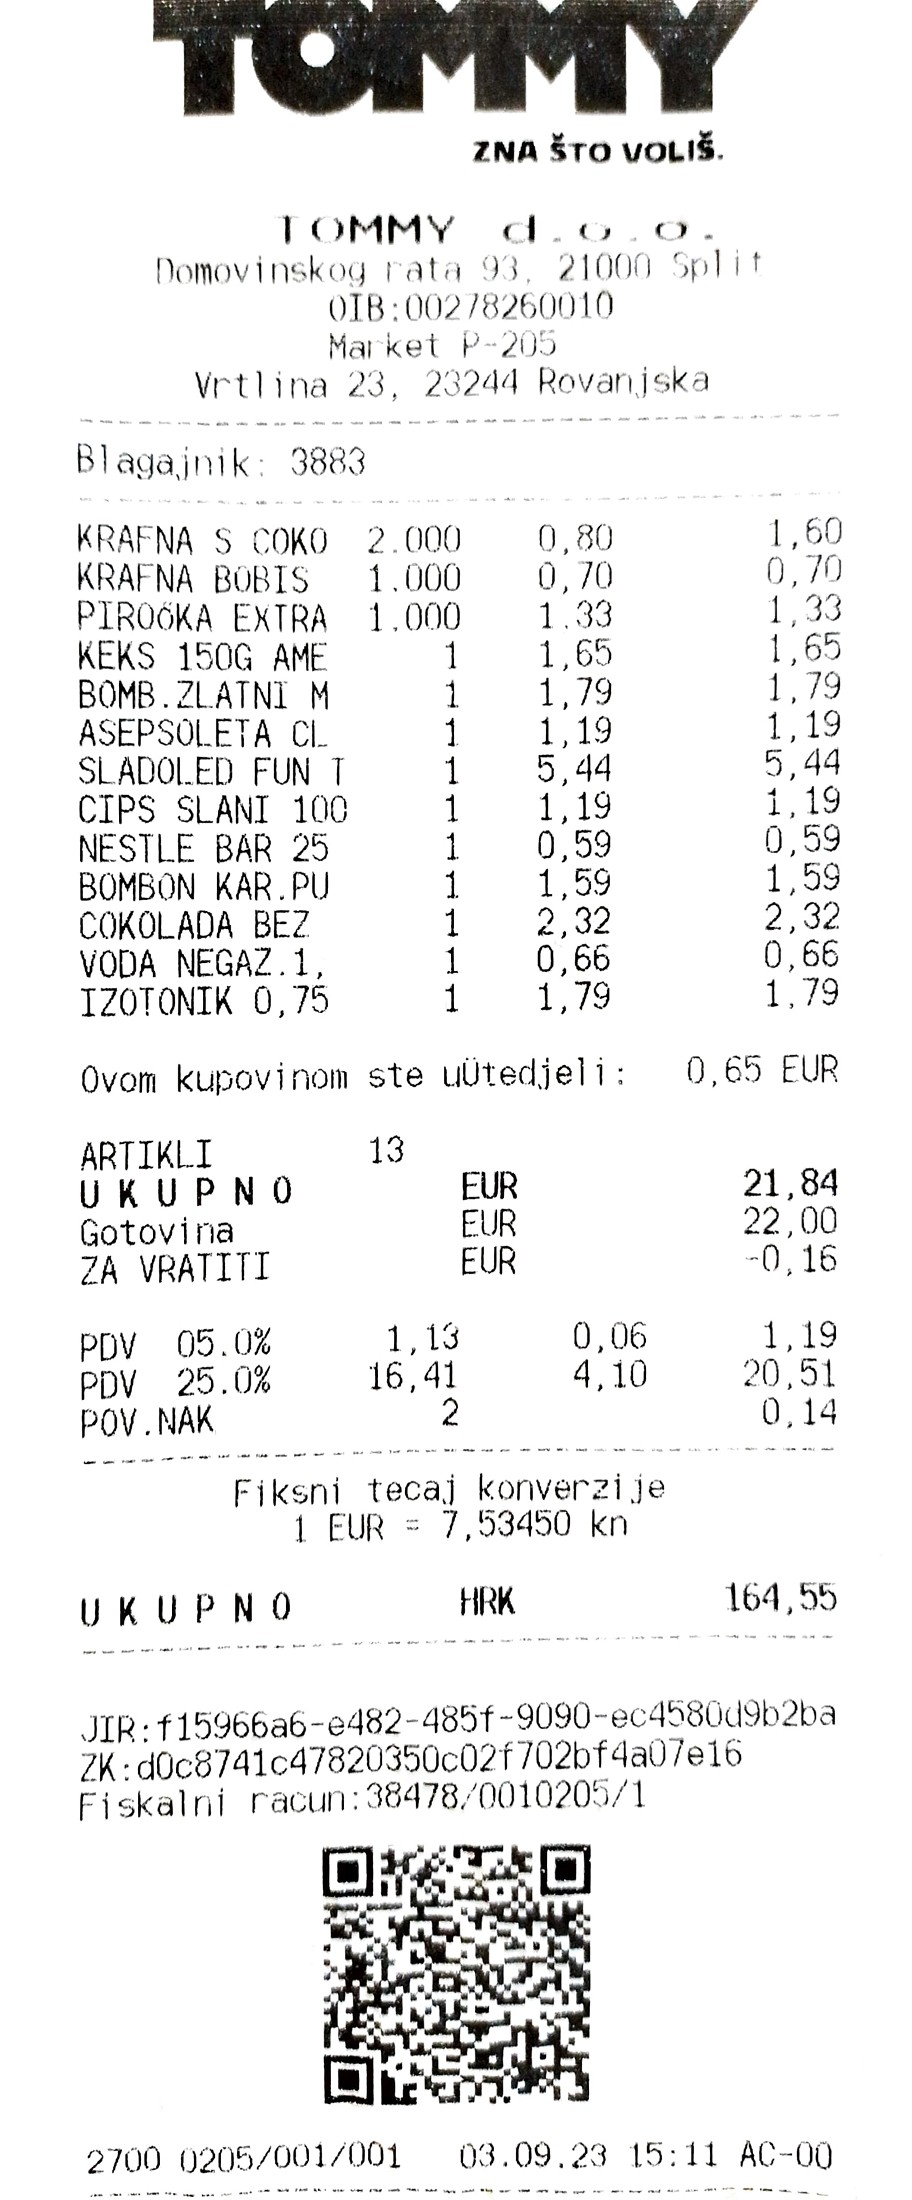 TOMMY
ZNA ŠTO VOLIŠ.
TOMMY d.o.o.
Domovinskog rata 93, 21000 Split
OIB:00278260010
Market P-205
Vrtlina 23, 23244 Rovanjska
Blagajnik: 3883
KRAFNA S COKO 2.000 0,80 1,60
KRAFNA BOBIS 1.000 0,70 0,70
PIROÓKA EXTRA 1.000 1.33 1,33
KEKS 150G AME 1 1,65 1,65
BOMB.ZLATNI M 1 1,79 1,79
ASEPSOLETA CL 1 1,19 1,19
SLADOLED FUN T 1 5,44 5,44
CIPS SLANI 100 1 1,19 1,19
NESTLE BAR 25 1 0,59 0,59
BOMBON KAR.PU 1 1,59 1,59
COKOLADA BEZ 1 2,32 2,32
VODA NEGAZ.1, 1 0,66 0,66
IZOTONIK 0,75 1 1,79 1,79
Ovom kupovinom ste uÜtedjeli: 0,65 EUR
ARTIKLI 13
U K U P N O EUR 21,84
Gotovina EUR 22,00
ZA VRATITI EUR -0,16
PDV 05.0% 1,13 0,06 1,19
PDV 25.0% 16,41 4,10 20,51
POV.NAK 2 0,14
Fiksni tecaj konverzije
1 EUR = 7,53450 kn
U K U P N O HRK 164,55
JIR:f15966a6-e482-485f-9090-ec4580d9b2ba
ZK:d0c8741c47820350c02f702bf4a07e16
Fiskalni racun:38478/0010205/1
2700 0205/001/001 03.09.23 15:11 AC-00